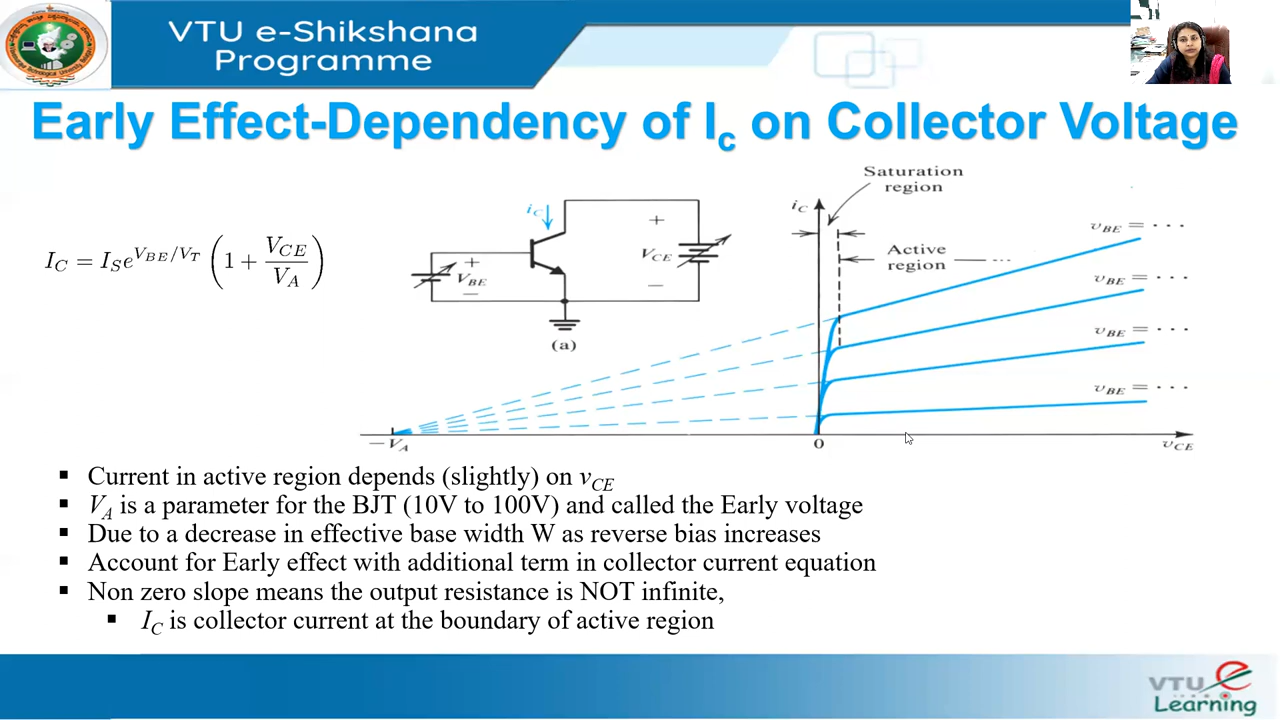 VTU e-Shikshana
Programme
Early Effect-Dependency of Ic on Collector Voltage
I_C = I_S e^{V_BE/V_T} (1 + V_CE/V_A)
i_C
+
V_BE
−
+
V_CE
−
(a)
Saturation
region
i_C
Active
region
v_BE = · · ·
v_BE = · · ·
v_BE = · · ·
v_BE = · · ·
−V_A
0
v_CE
▪ Current in active region depends (slightly) on v_CE
▪ V_A is a parameter for the BJT (10V to 100V) and called the Early voltage
▪ Due to a decrease in effective base width W as reverse bias increases
▪ Account for Early effect with additional term in collector current equation
▪ Non zero slope means the output resistance is NOT infinite,
▪ I_C is collector current at the boundary of active region
VTU e
Learning